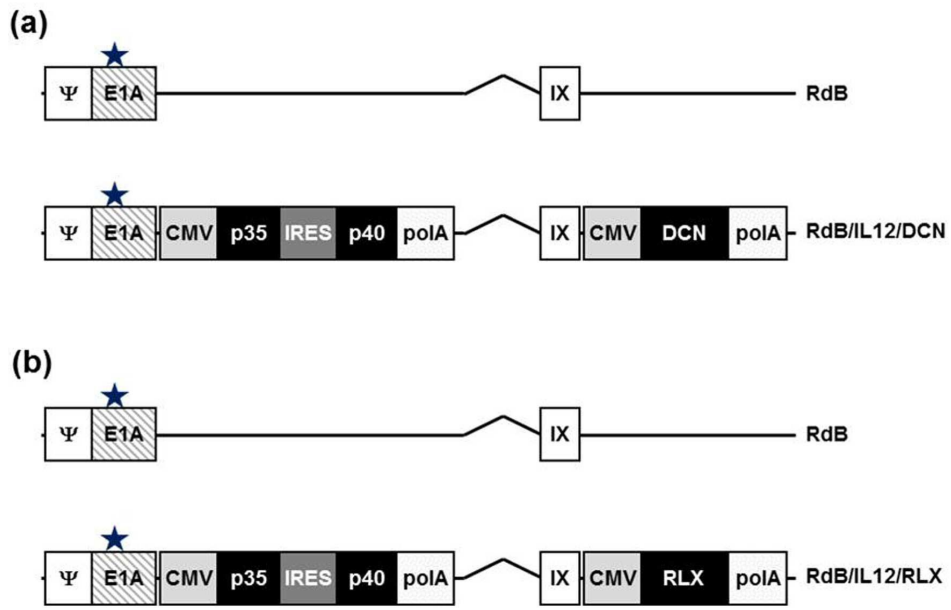 (a)
Ψ E1A IX RdB
Ψ E1A CMV p35 IRES p40 polA IX CMV DCN polA RdB/IL12/DCN
(b)
Ψ E1A IX RdB
Ψ E1A CMV p35 IRES p40 polA IX CMV RLX polA RdB/IL12/RLX